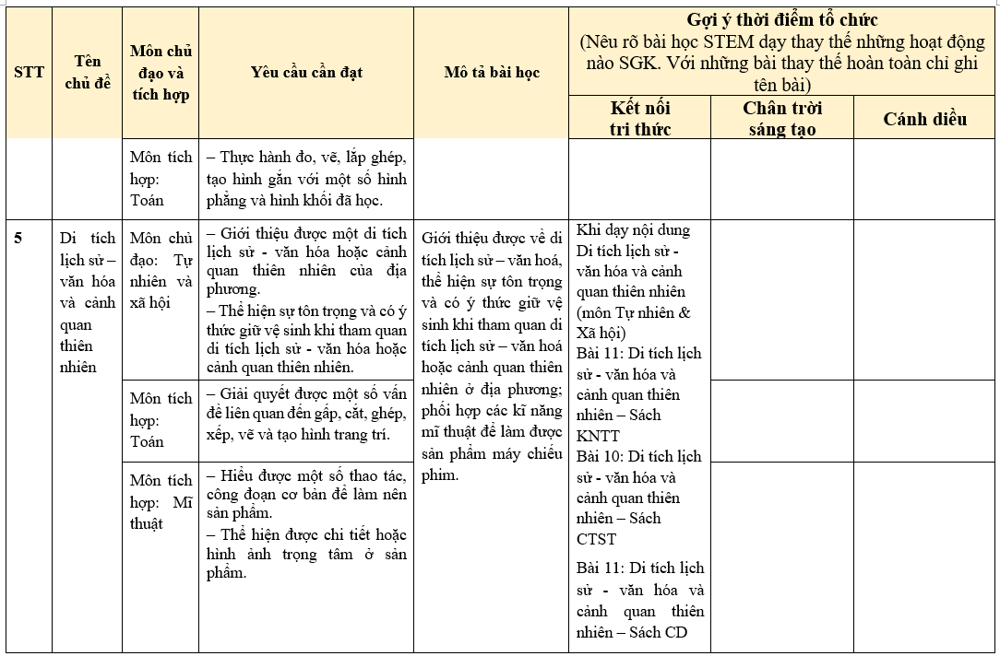 STT
Tên
chủ đề
Môn chủ
đạo và
tích hợp
Yêu cầu cần đạt
Mô tả bài học
Gợi ý thời điểm tổ chức
(Nêu rõ bài học STEM dạy thay thế những hoạt động
nào SGK. Với những bài thay thế hoàn toàn chỉ ghi
tên bài)
Kết nối
tri thức
Chân trời
sáng tạo
Cánh diều
Môn tích
hợp:
Toán
– Thực hành đo, vẽ, lắp ghép,
tạo hình gắn với một số hình
phẳng và hình khối đã học.
5
Di tích
lịch sử –
văn hóa
và cảnh
quan
thiên
nhiên
Môn chủ
đạo: Tự
nhiên và
xã hội
– Giới thiệu được một di tích
lịch sử - văn hóa hoặc cảnh
quan thiên nhiên của địa
phương.
– Thể hiện sự tôn trọng và có ý
thức giữ vệ sinh khi tham quan
di tích lịch sử - văn hóa hoặc
cảnh quan thiên nhiên.
Môn tích
hợp:
Toán
– Giải quyết được một số vấn
đề liên quan đến gấp, cắt, ghép,
xếp, vẽ và tạo hình trang trí.
Môn tích
hợp: Mĩ
thuật
– Hiểu được một số thao tác,
công đoạn cơ bản để làm nên
sản phẩm.
– Thể hiện được chi tiết hoặc
hình ảnh trọng tâm ở sản
phẩm.
Giới thiệu được về di
tích lịch sử – văn hoá,
thể hiện sự tôn trọng
và có ý thức giữ vệ
sinh khi tham quan di
tích lịch sử – văn hoá
hoặc cảnh quan thiên
nhiên ở địa phương;
phối hợp các kĩ năng
mĩ thuật để làm được
sản phẩm máy chiếu
phim.
Khi dạy nội dung
Di tích lịch sử -
văn hóa và cảnh
quan thiên nhiên
(môn Tự nhiên &
Xã hội)
Bài 11: Di tích lịch
sử - văn hóa và
cảnh quan thiên
nhiên – Sách
KNTT
Bài 10: Di tích lịch
sử - văn hóa và
cảnh quan thiên
nhiên – Sách
CTST
Bài 11: Di tích lịch
sử - văn hóa và
cảnh quan thiên
nhiên – Sách CD